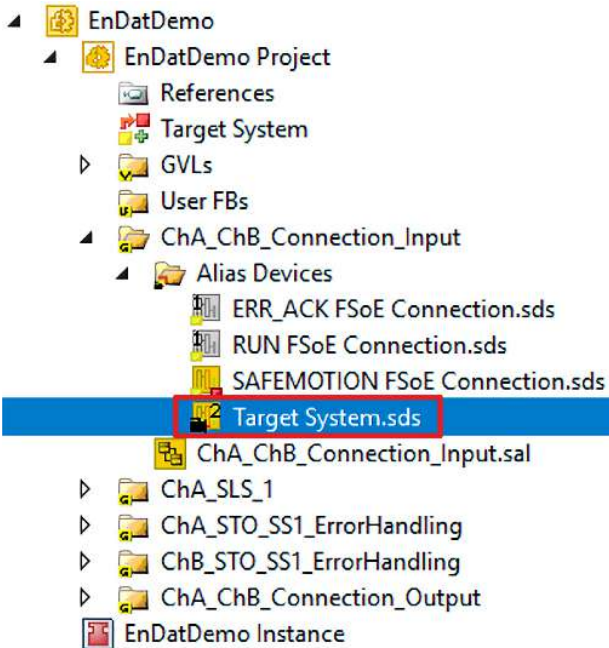 EnDatDemo
EnDatDemo Project
References
Target System
GVLs
User FBs
ChA_ChB_Connection_Input
Alias Devices
ERR_ACK FSoE Connection.sds
RUN FSoE Connection.sds
SAFEMOTION FSoE Connection.sds
Target System.sds
ChA_ChB_Connection_Input.sal
ChA_SLS_1
ChA_STO_SS1_ErrorHandling
ChB_STO_SS1_ErrorHandling
ChA_ChB_Connection_Output
EnDatDemo Instance